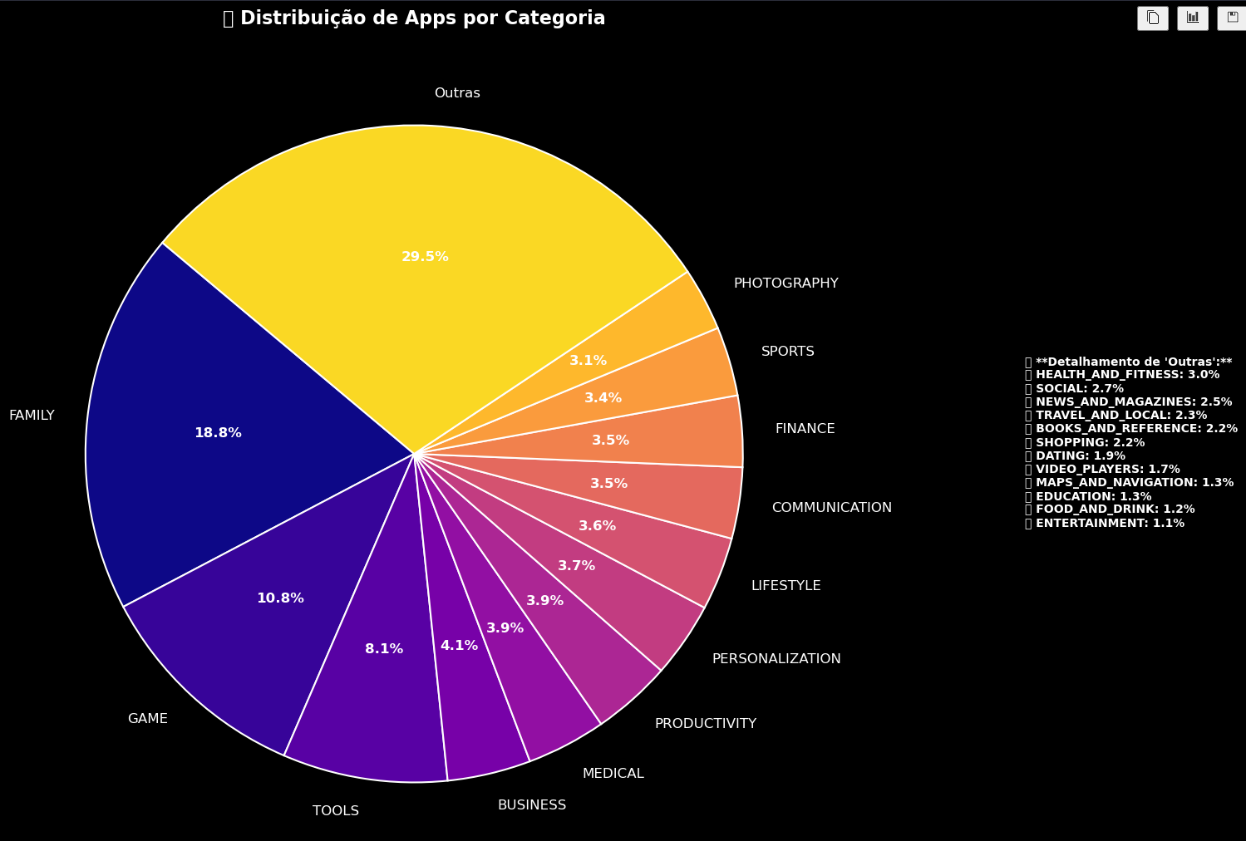 Distribuição de Apps por Categoria
Outras
29.5%
PHOTOGRAPHY
3.1%
SPORTS
3.4%
FINANCE
3.5%
COMMUNICATION
3.5%
LIFESTYLE
3.6%
PERSONALIZATION
3.7%
PRODUCTIVITY
3.9%
MEDICAL
3.9%
BUSINESS
4.1%
TOOLS
8.1%
GAME
10.8%
FAMILY
18.8%
**Detalhamento de 'Outras':**
HEALTH_AND_FITNESS: 3.0%
SOCIAL: 2.7%
NEWS_AND_MAGAZINES: 2.5%
TRAVEL_AND_LOCAL: 2.3%
BOOKS_AND_REFERENCE: 2.2%
SHOPPING: 2.2%
DATING: 1.9%
VIDEO_PLAYERS: 1.7%
MAPS_AND_NAVIGATION: 1.3%
EDUCATION: 1.3%
FOOD_AND_DRINK: 1.2%
ENTERTAINMENT: 1.1%